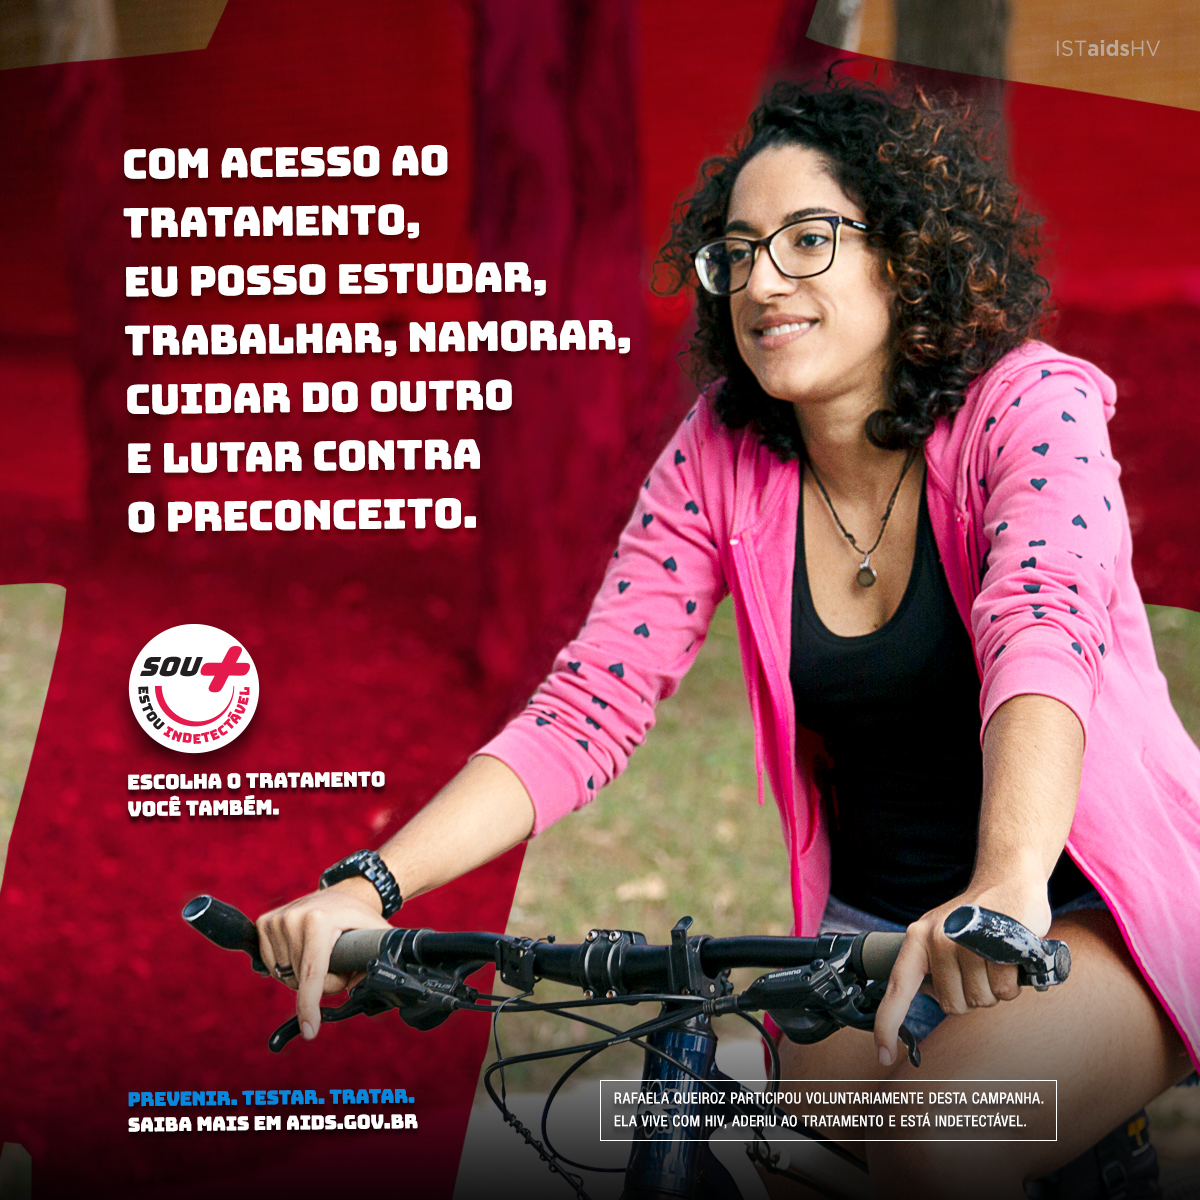 ISTaidsHV
COM ACESSO AO
TRATAMENTO,
EU POSSO ESTUDAR,
TRABALHAR, NAMORAR,
CUIDAR DO OUTRO
E LUTAR CONTRA
O PRECONCEITO.
SOU+
ESTOU INDETECTÁVEL
ESCOLHA O TRATAMENTO
VOCÊ TAMBÉM.
SHIMANO
PREVENIR. TESTAR. TRATAR.
SAIBA MAIS EM AIDS.GOV.BR
RAFAELA QUEIROZ PARTICIPOU VOLUNTARIAMENTE DESTA CAMPANHA.
ELA VIVE COM HIV, ADERIU AO TRATAMENTO E ESTÁ INDETECTÁVEL.